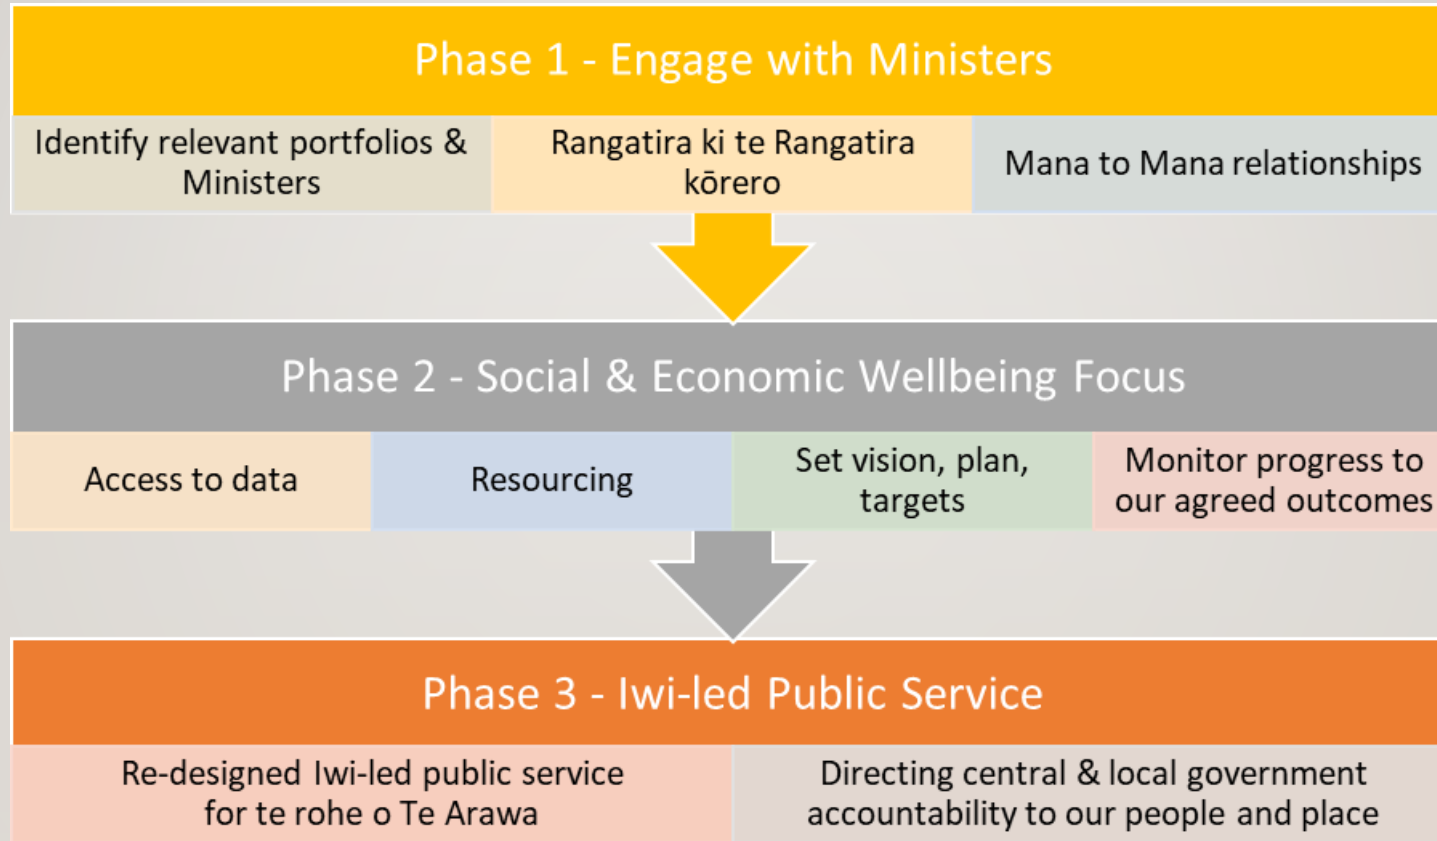 Phase 1 - Engage with Ministers
Identify relevant portfolios &
Ministers
Rangatira ki te Rangatira
kōrero
Mana to Mana relationships
Phase 2 - Social & Economic Wellbeing Focus
Access to data
Resourcing
Set vision, plan,
targets
Monitor progress to
our agreed outcomes
Phase 3 - Iwi-led Public Service
Re-designed Iwi-led public service
for te rohe o Te Arawa
Directing central & local government
accountability to our people and place